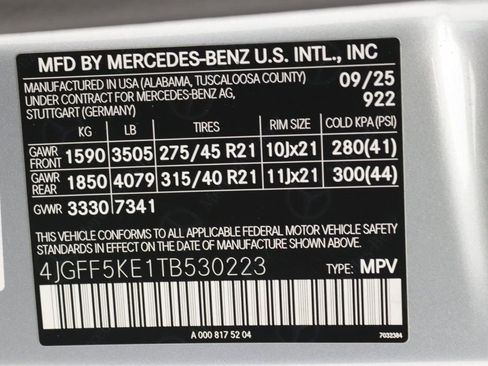 MFD BY MERCEDES-BENZ U.S. INTL., INC
MANUFACTURED IN USA (ALABAMA, TUSCALOOSA COUNTY) 09/25
UNDER CONTRACT FOR MERCEDES-BENZ AG, 922
STUTTGART (GERMANY)
KG LB TIRES RIM SIZE COLD KPA (PSI)
GAWR FRONT 1590 3505 275/45 R21 10Jx21 280(41)
GAWR REAR 1850 4079 315/40 R21 11Jx21 300(44)
GVWR 3330 7341
THIS VEHICLE CONFORMS TO ALL APPLICABLE FEDERAL MOTOR VEHICLE SAFETY
STANDARDS IN EFFECT ON THE DATE OF MANUFACTURE SHOWN ABOVE.
4JGFF5KE1TB530223 TYPE: MPV
A 000 817 52 04 7032384